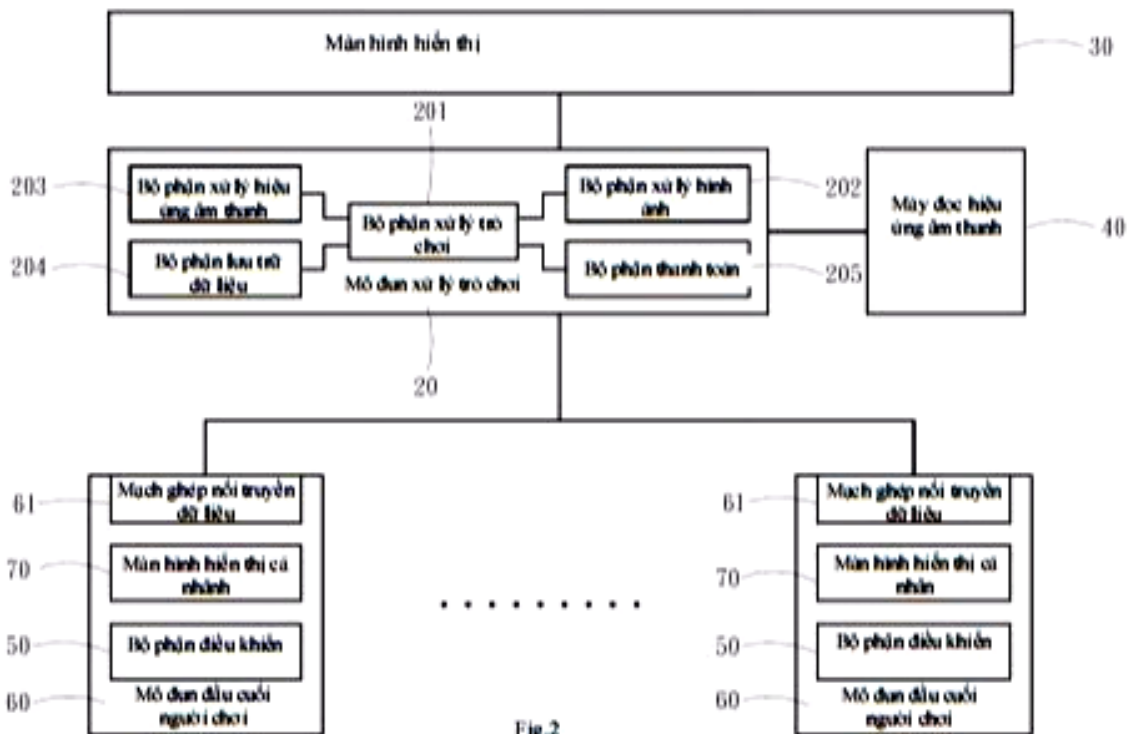 Màn hình hiển thị
30
201
203
Bộ phận xử lý hiệu
ứng âm thanh
Bộ phận xử lý hình
ảnh
202
Bộ phận xử lý trò
chơi
Máy đọc hiệu
ứng âm thanh
40
204
Bộ phận lưu trữ
dữ liệu
Bộ phận thanh toán
205
Mô đun xử lý trò chơi
20
61
Mạch ghép nối truyền
dữ liệu
61
Mạch ghép nối truyền
dữ liệu
70
Màn hình hiển thị cá
nhành
70
Màn hình hiển thị cá
nhân
50
Bộ phận điều khiển
50
Bộ phận điều khiển
60
Mô đun đầu cuối
người chơi
60
Mô đun đầu cuối
người chơi
Fig.2